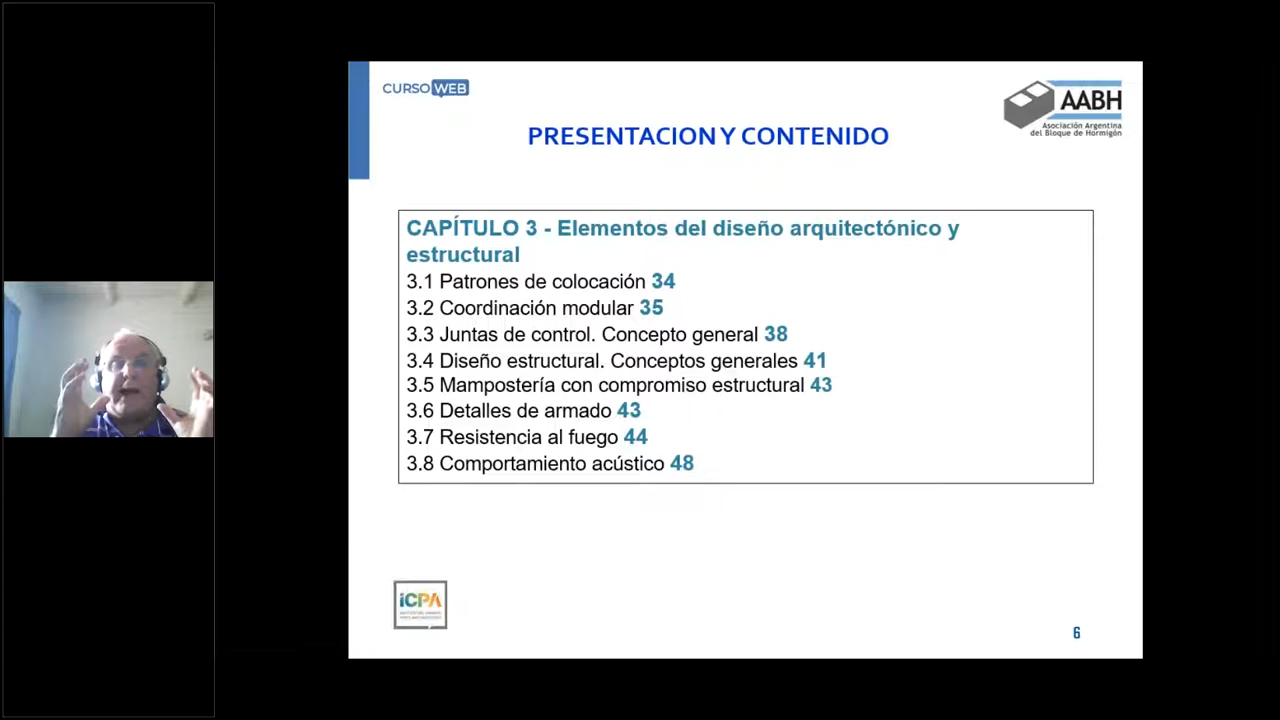 CURSO WEB
AABH
Asociación Argentina
del Bloque de Hormigón
PRESENTACION Y CONTENIDO
CAPÍTULO 3 - Elementos del diseño arquitectónico y
estructural
3.1 Patrones de colocación 34
3.2 Coordinación modular 35
3.3 Juntas de control. Concepto general 38
3.4 Diseño estructural. Conceptos generales 41
3.5 Mampostería con compromiso estructural 43
3.6 Detalles de armado 43
3.7 Resistencia al fuego 44
3.8 Comportamiento acústico 48
iCPA
6